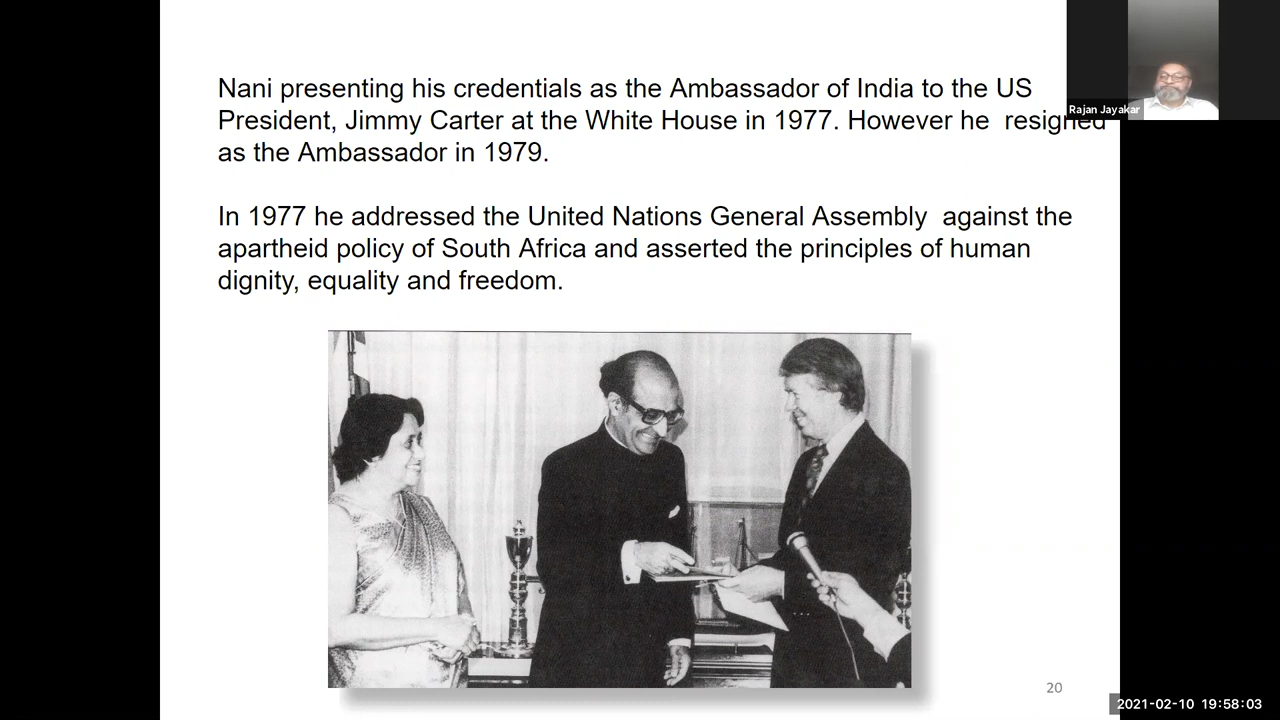 Nani presenting his credentials as the Ambassador of India to the US
President, Jimmy Carter at the White House in 1977. However he  resigned
as the Ambassador in 1979.
In 1977 he addressed the United Nations General Assembly  against the
apartheid policy of South Africa and asserted the principles of human
dignity, equality and freedom.
Rajan Jayakar
20
2021-02-10 19:58:03